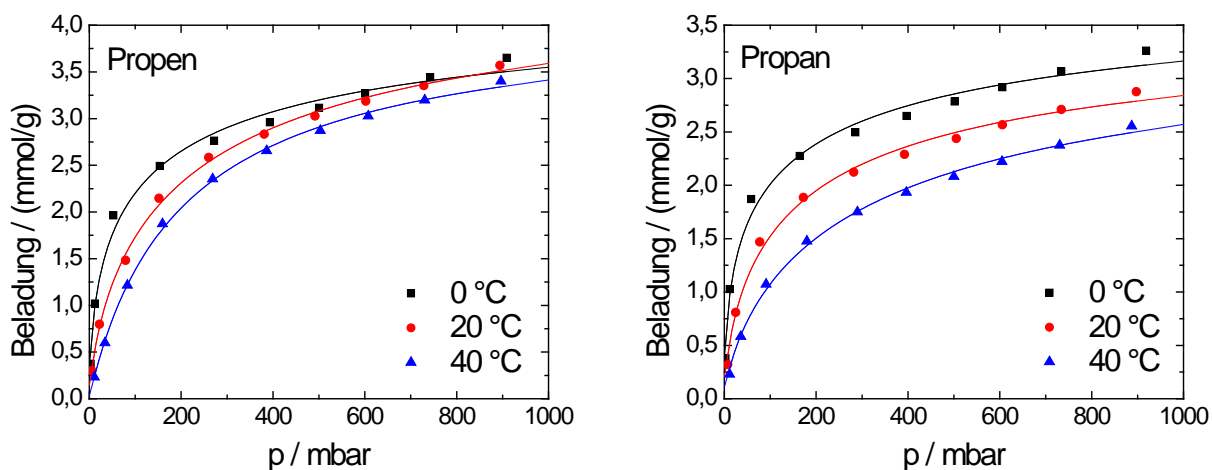 Propen
4,0
3,5
3,0
2,5
2,0
1,5
1,0
0,5
0,0
Beladung / (mmol/g)
0 °C
20 °C
40 °C
0 200 400 600 800 1000
p / mbar
Propan
3,5
3,0
2,5
2,0
1,5
1,0
0,5
0,0
Beladung / (mmol/g)
0 °C
20 °C
40 °C
0 200 400 600 800 1000
p / mbar